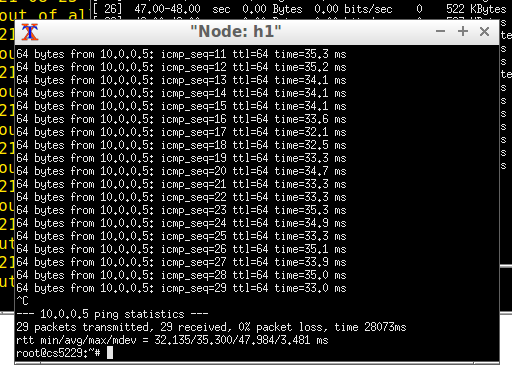 [ 26]  47.00-48.00  sec  0.00 Bytes  0.00 bits/sec    0    527 KBytes
out of al
"Node: h1"
64 bytes from 10.0.0.5: icmp_seq=11 ttl=64 time=35.3 ms
64 bytes from 10.0.0.5: icmp_seq=12 ttl=64 time=35.2 ms
64 bytes from 10.0.0.5: icmp_seq=13 ttl=64 time=34.1 ms
64 bytes from 10.0.0.5: icmp_seq=14 ttl=64 time=34.1 ms
64 bytes from 10.0.0.5: icmp_seq=15 ttl=64 time=34.1 ms
64 bytes from 10.0.0.5: icmp_seq=16 ttl=64 time=33.6 ms
64 bytes from 10.0.0.5: icmp_seq=17 ttl=64 time=32.1 ms
64 bytes from 10.0.0.5: icmp_seq=18 ttl=64 time=32.5 ms
64 bytes from 10.0.0.5: icmp_seq=19 ttl=64 time=33.3 ms
64 bytes from 10.0.0.5: icmp_seq=20 ttl=64 time=34.7 ms
64 bytes from 10.0.0.5: icmp_seq=21 ttl=64 time=33.3 ms
64 bytes from 10.0.0.5: icmp_seq=22 ttl=64 time=33.3 ms
64 bytes from 10.0.0.5: icmp_seq=23 ttl=64 time=35.3 ms
64 bytes from 10.0.0.5: icmp_seq=24 ttl=64 time=34.9 ms
64 bytes from 10.0.0.5: icmp_seq=25 ttl=64 time=33.3 ms
64 bytes from 10.0.0.5: icmp_seq=26 ttl=64 time=35.1 ms
64 bytes from 10.0.0.5: icmp_seq=27 ttl=64 time=33.9 ms
64 bytes from 10.0.0.5: icmp_seq=28 ttl=64 time=35.0 ms
64 bytes from 10.0.0.5: icmp_seq=29 ttl=64 time=33.0 ms
^C
--- 10.0.0.5 ping statistics ---
29 packets transmitted, 29 received, 0% packet loss, time 28073ms
rtt min/avg/max/mdev = 32.135/35.300/47.984/3.481 ms
root@cs5229:~#